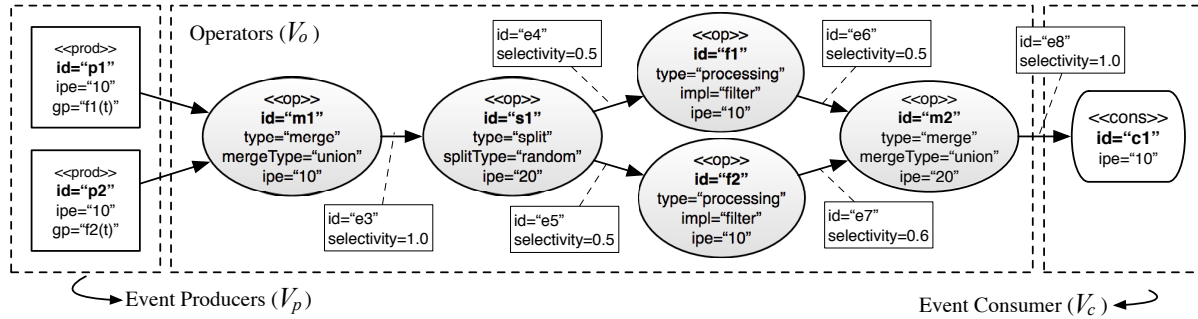 Operators (Vo)
<<prod>>
id=“p1”
ipe=“10”
gp=“f1(t)”
<<prod>>
id=“p2”
ipe=“10”
gp=“f2(t)”
<<op>>
id=“m1”
type=“merge”
mergeType=“union”
ipe=“10”
id=“e3”
selectivity=1.0
<<op>>
id=“s1”
type=“split”
splitType=“random”
ipe=“20”
id=“e4”
selectivity=0.5
id=“e5”
selectivity=0.5
<<op>>
id=“f1”
type=“processing”
impl=“filter”
ipe=“10”
<<op>>
id=“f2”
type=“processing”
impl=“filter”
ipe=“10”
id=“e6”
selectivity=0.5
id=“e7”
selectivity=0.6
<<op>>
id=“m2”
type=“merge”
mergeType=“union”
ipe=“20”
id=“e8”
selectivity=1.0
<<cons>>
id=“c1”
ipe=“10”
Event Producers (Vp)
Event Consumer (Vc)